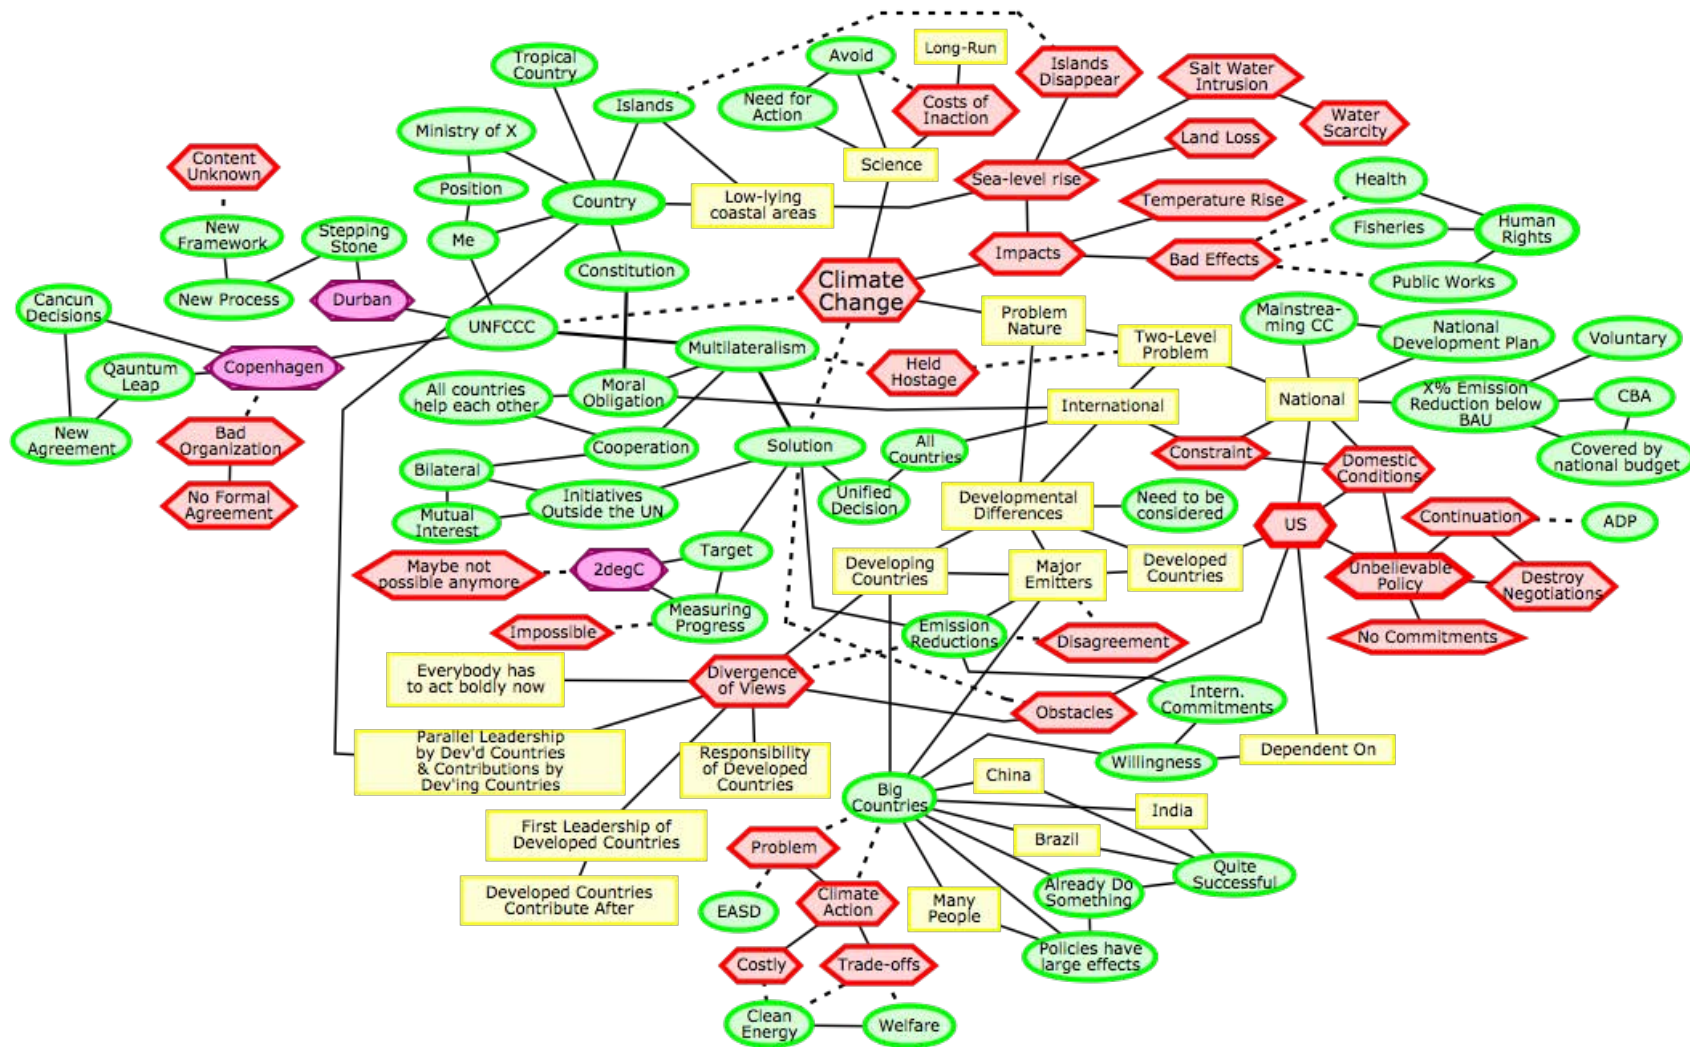 Tropical
Country
Islands
Avoid
Long-Run
Islands
Disappear
Salt Water
Intrusion
Need for
Action
Costs of
Inaction
Water
Scarcity
Ministry of X
Land Loss
Content
Unknown
Science
Position
Country
Low-lying
coastal areas
Sea-level rise
Health
Temperature Rise
New
Framework
Stepping
Stone
Me
Fisheries
Human
Rights
Constitution
Impacts
Bad Effects
Public Works
Cancun
Decisions
New Process
Durban
Climate
Change
Problem
Nature
Mainstrea-
ming CC
National
Development Plan
Voluntary
UNFCCC
Multilateralism
Two-Level
Problem
Qauntum
Leap
Copenhagen
Held
Hostage
All countries
help each other
Moral
Obligation
International
National
X% Emission
Reduction below
BAU
CBA
New
Agreement
Bad
Organization
Cooperation
Solution
All
Countries
Constraint
Domestic
Conditions
Covered by
national budget
Bilateral
No Formal
Agreement
Mutual
Interest
Initiatives
Outside the UN
Unified
Decision
Developmental
Differences
Need to be
considered
US
Continuation
ADP
Target
Maybe not
possible anymore
2degC
Developing
Countries
Major
Emitters
Developed
Countries
Unbelievable
Policy
Destroy
Negotiations
Measuring
Progress
Impossible
Emission
Reductions
Disagreement
No Commitments
Everybody has
to act boldly now
Divergence
of Views
Intern.
Commitments
Obstacles
Parallel Leadership
by Dev'd Countries
& Contributions by
Dev'ing Countries
Responsibility
of Developed
Countries
Willingness
Dependent On
Big
Countries
China
India
First Leadership of
Developed Countries
Problem
Brazil
Quite
Successful
Developed Countries
Contribute After
EASD
Climate
Action
Many
People
Already Do
Something
Costly
Trade-offs
Policies have
large effects
Clean
Energy
Welfare